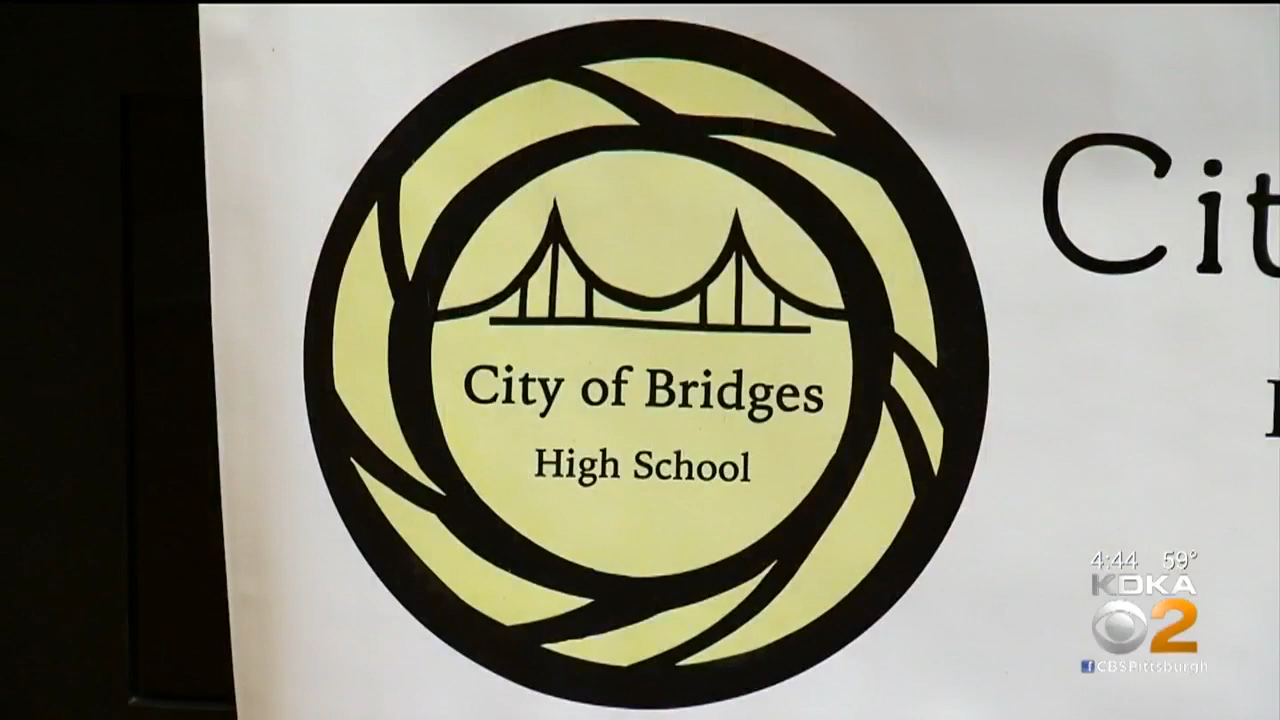 City of Bridges
High School
Cit
4:44 59°
KDKA
2
CBSPittsburgh